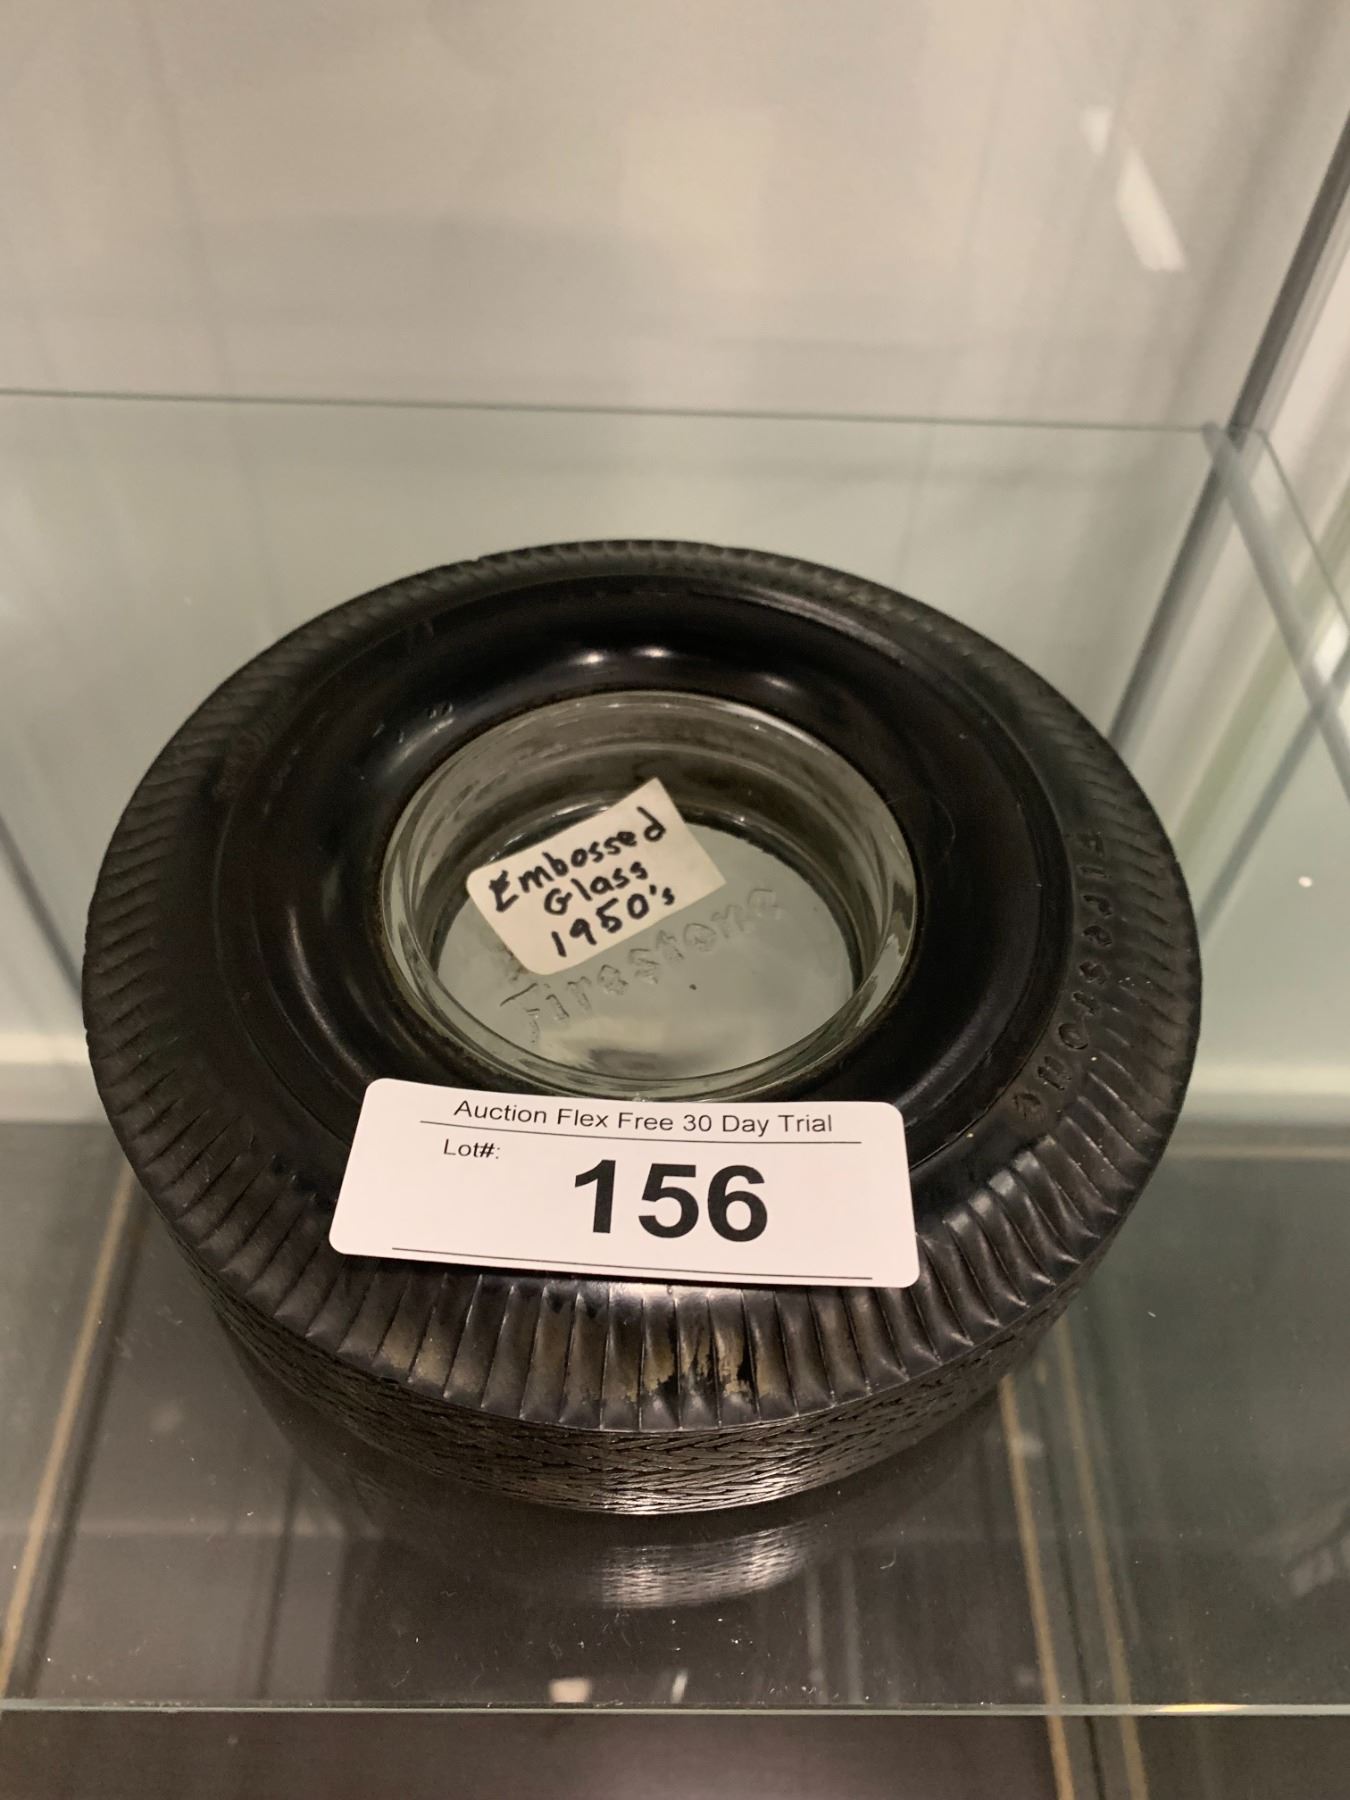 Embossed
Glass
1950's
Firestone
Firestone
Auction Flex Free 30 Day Trial
Lot#:
156